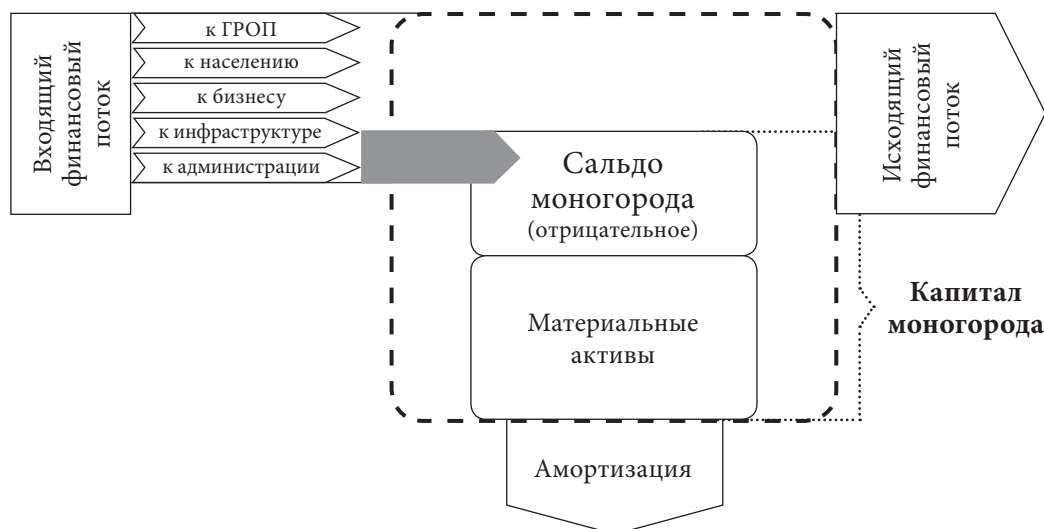 Входящий
финансовый
поток
к ГРОП
к населению
к бизнесу
к инфраструктуре
к администрации
Сальдо
моногорода
(отрицательное)
Материальные
активы
Амортизация
Исходящий
финансовый
поток
Капитал
моногорода